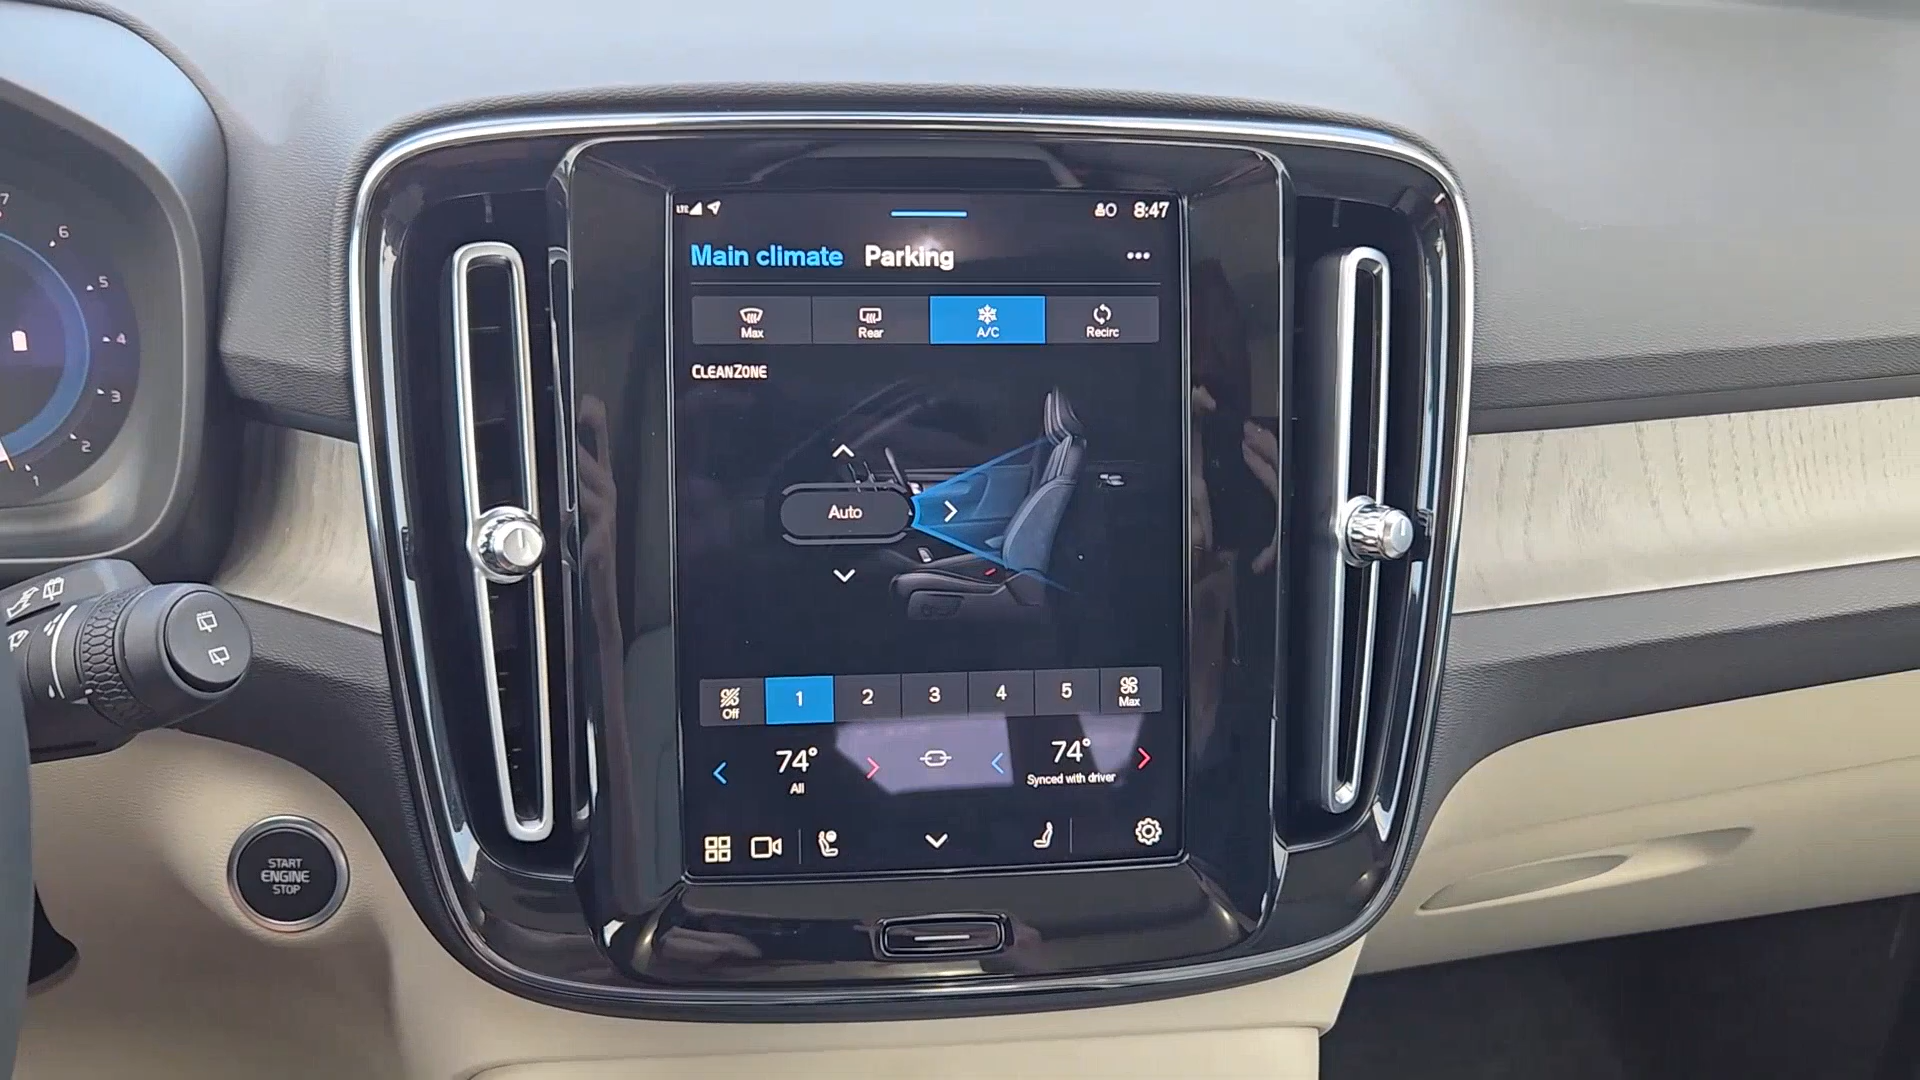 LTE 8:47
Main climate Parking
Max Rear A/C Recirc
CLEANZONE
Auto
Off 1 2 3 4 5 Max
74° 74°
All Synced with driver
START
ENGINE
STOP
7
6
5
4
3
2
1